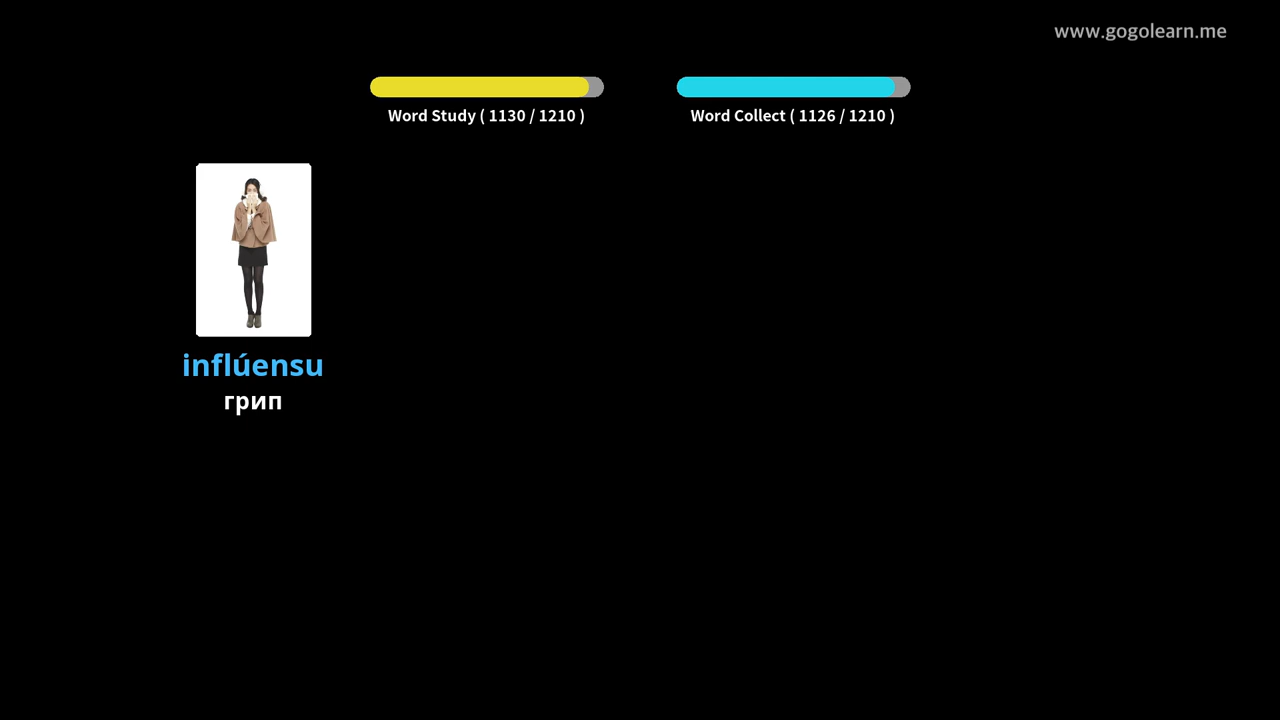 www.gogolearn.me
Word Study ( 1130 / 1210 )
Word Collect ( 1126 / 1210 )
inflúensu
грип